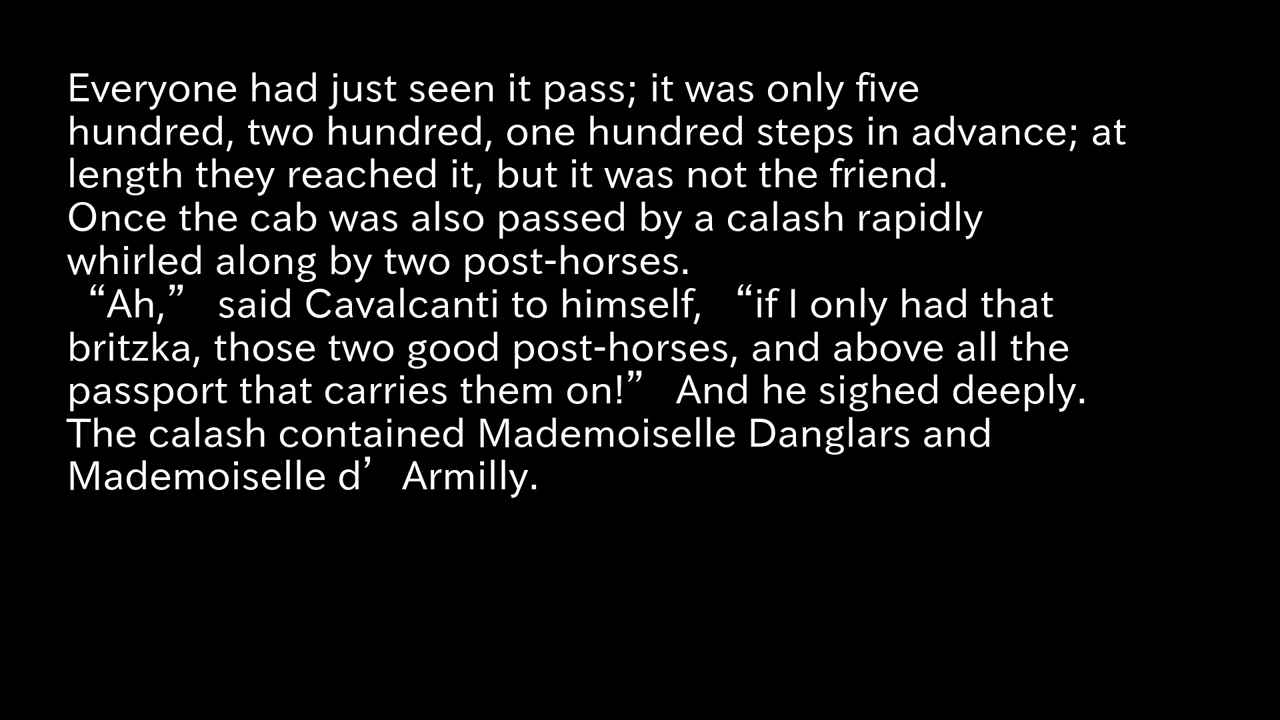 Everyone had just seen it pass; it was only five
hundred, two hundred, one hundred steps in advance; at
length they reached it, but it was not the friend.
Once the cab was also passed by a calash rapidly
whirled along by two post-horses.
“Ah,” said Cavalcanti to himself, “if I only had that
britzka, those two good post-horses, and above all the
passport that carries them on!” And he sighed deeply.
The calash contained Mademoiselle Danglars and
Mademoiselle d’Armilly.